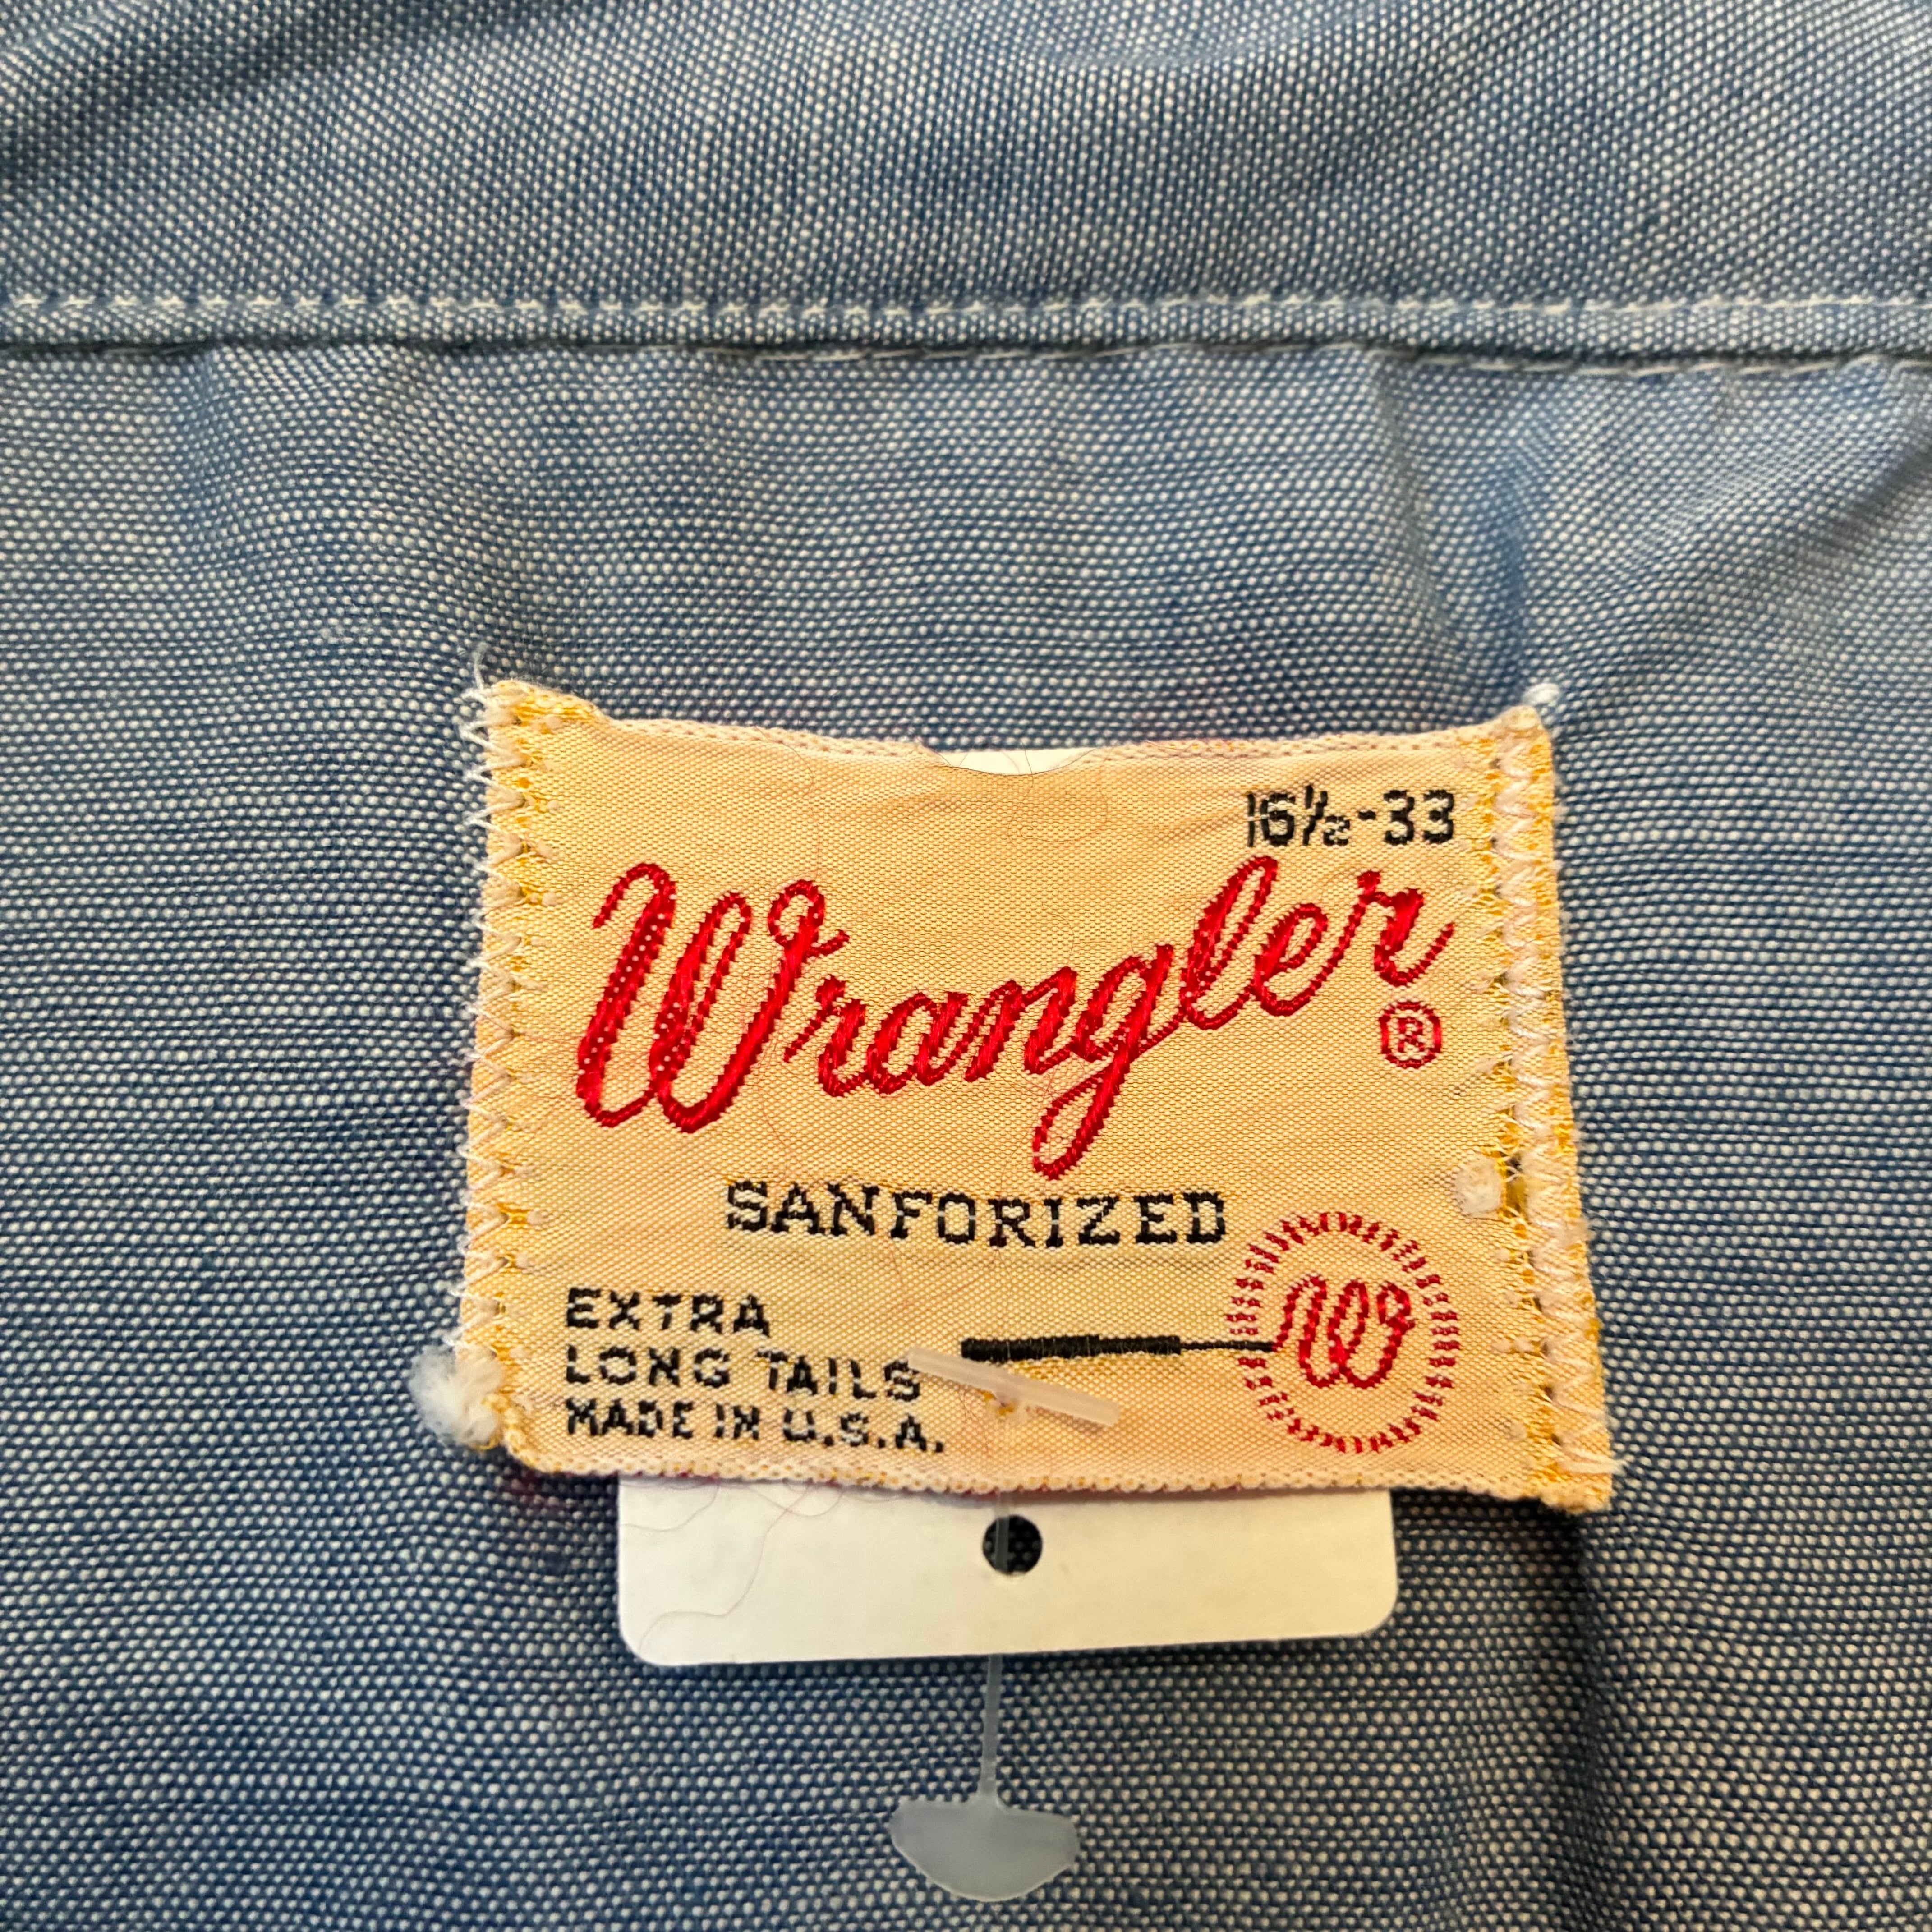 16½-33
Wrangler
®
SANFORIZED
EXTRA
LONG TAILS
MADE IN U.S.A.
W